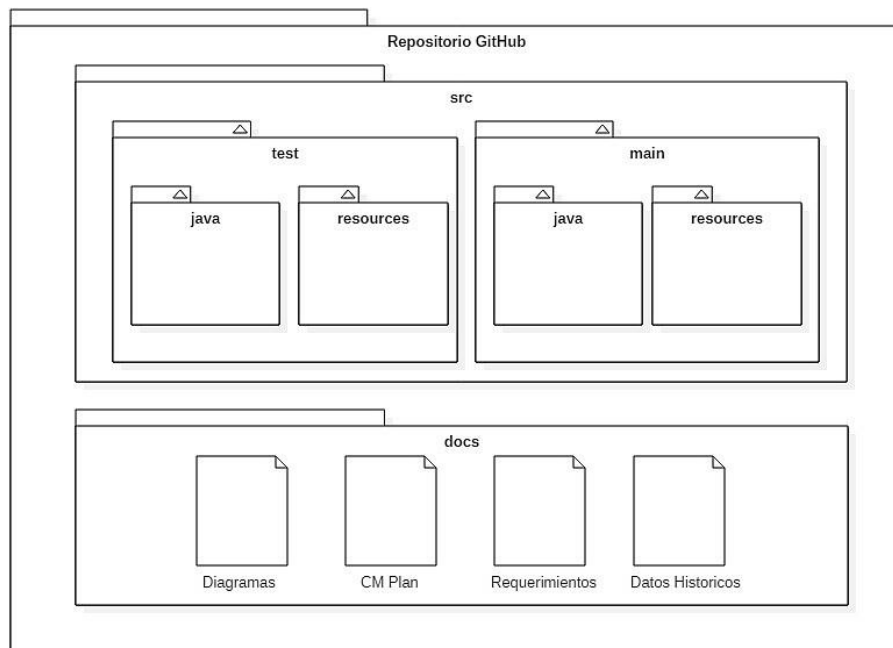 Repositorio GitHub
src
test
main
java
resources
java
resources
docs
Diagramas
CM Plan
Requerimientos
Datos Historicos